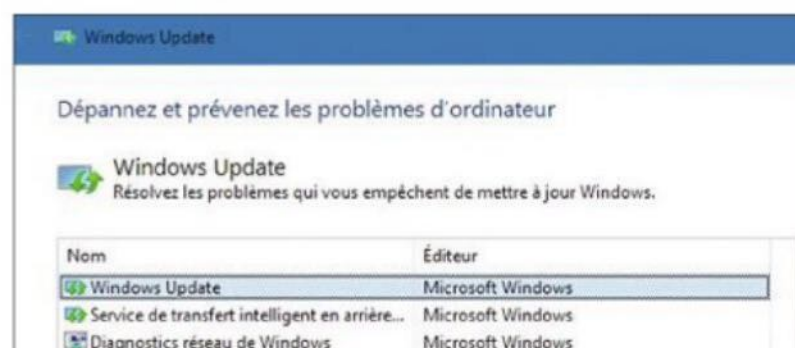 Windows Update
Dépannez et prévenez les problèmes d'ordinateur
Windows Update
Résolvez les problèmes qui vous empêchent de mettre à jour Windows.
Nom Éditeur
Windows Update Microsoft Windows
Service de transfert intelligent en arrière... Microsoft Windows
Diagnostics réseau de Windows Microsoft Windows